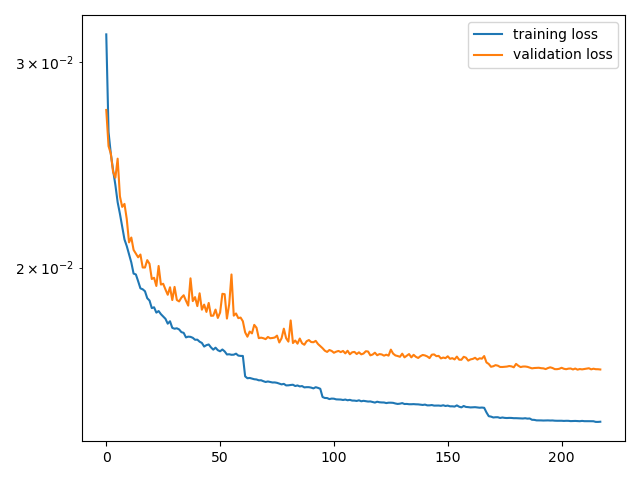 training loss
validation loss
3 × 10⁻²
2 × 10⁻²
0 50 100 150 200